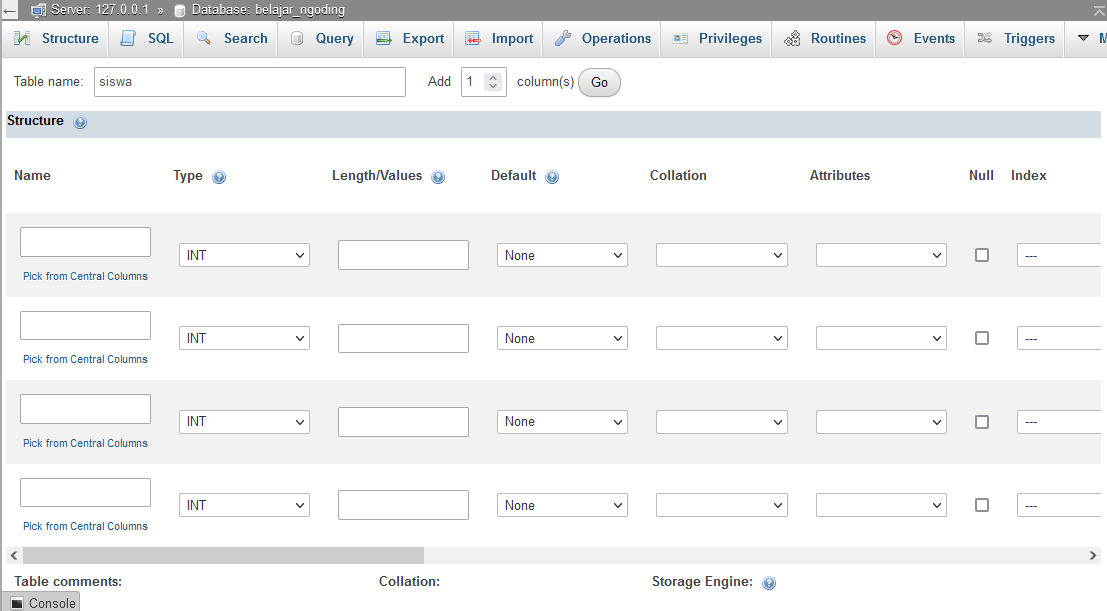 Server: 127.0.0.1 » Database: belajar_ngoding
Structure SQL Search Query Export Import Operations Privileges Routines Events Triggers
Table name: siswa Add 1 column(s) Go
Structure
Name Type Length/Values Default Collation Attributes Null Index
INT None ---
Pick from Central Columns
INT None ---
Pick from Central Columns
INT None ---
Pick from Central Columns
INT None ---
Pick from Central Columns
Table comments: Collation: Storage Engine:
Console